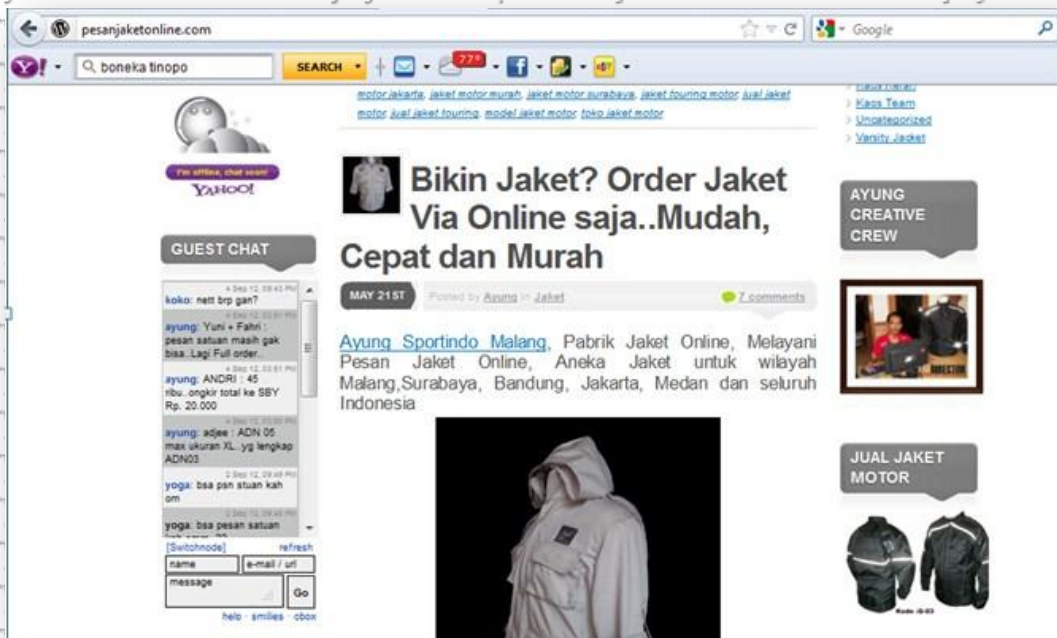 pesanjaketonline.com
Google
boneka tinopo
SEARCH
77°
motor jakarta, jaket motor murah, jaket motor surabaya, jaket touring motor, jual jaket
motor, jual jaket touring, model jaket motor, toko jaket motor
Kaos Team
Uncategorized
Varsity Jacket
I'm offline, chat soon!
YAHOO!
Bikin Jaket? Order Jaket
Via Online saja..Mudah,
Cepat dan Murah
MAY 21ST
Posted by Ayung in Jaket
7 comments
Ayung Sportindo Malang, Pabrik Jaket Online, Melayani
Pesan Jaket Online, Aneka Jaket untuk wilayah
Malang,Surabaya, Bandung, Jakarta, Medan dan seluruh
Indonesia
GUEST CHAT
koko: nett brp gan?
ayung: Yuni + Fahri :
pesan satuan masih gak
bisa..Lagi Full order..
ayung: ANDRI : 45
ribu..ongkir total ke SBY
Rp. 20.000
ayung: adjee : ADN 05
max ukuran XL..yg lengkap
ADN03
yoga: bsa psn stuan kah
om
yoga: bsa pesan satuan
[Switchnode]
refresh
name
e-mail / url
message
Go
help · smilies · cbox
AYUNG
CREATIVE
CREW
DIRECTOR
JUAL JAKET
MOTOR